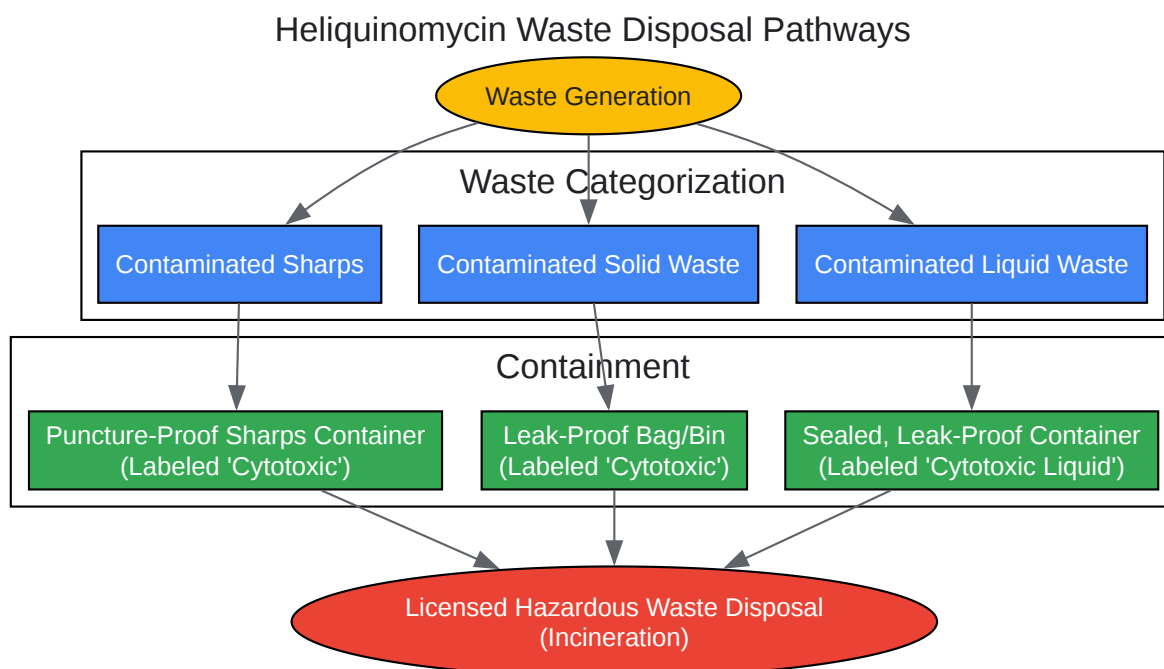 Heliquinomycin Waste Disposal Pathways
Waste Generation
Waste Categorization
Contaminated Sharps
Contaminated Solid Waste
Contaminated Liquid Waste
Containment
Puncture-Proof Sharps Container
(Labeled 'Cytotoxic')
Leak-Proof Bag/Bin
(Labeled 'Cytotoxic')
Sealed, Leak-Proof Container
(Labeled 'Cytotoxic Liquid')
Licensed Hazardous Waste Disposal
(Incineration)